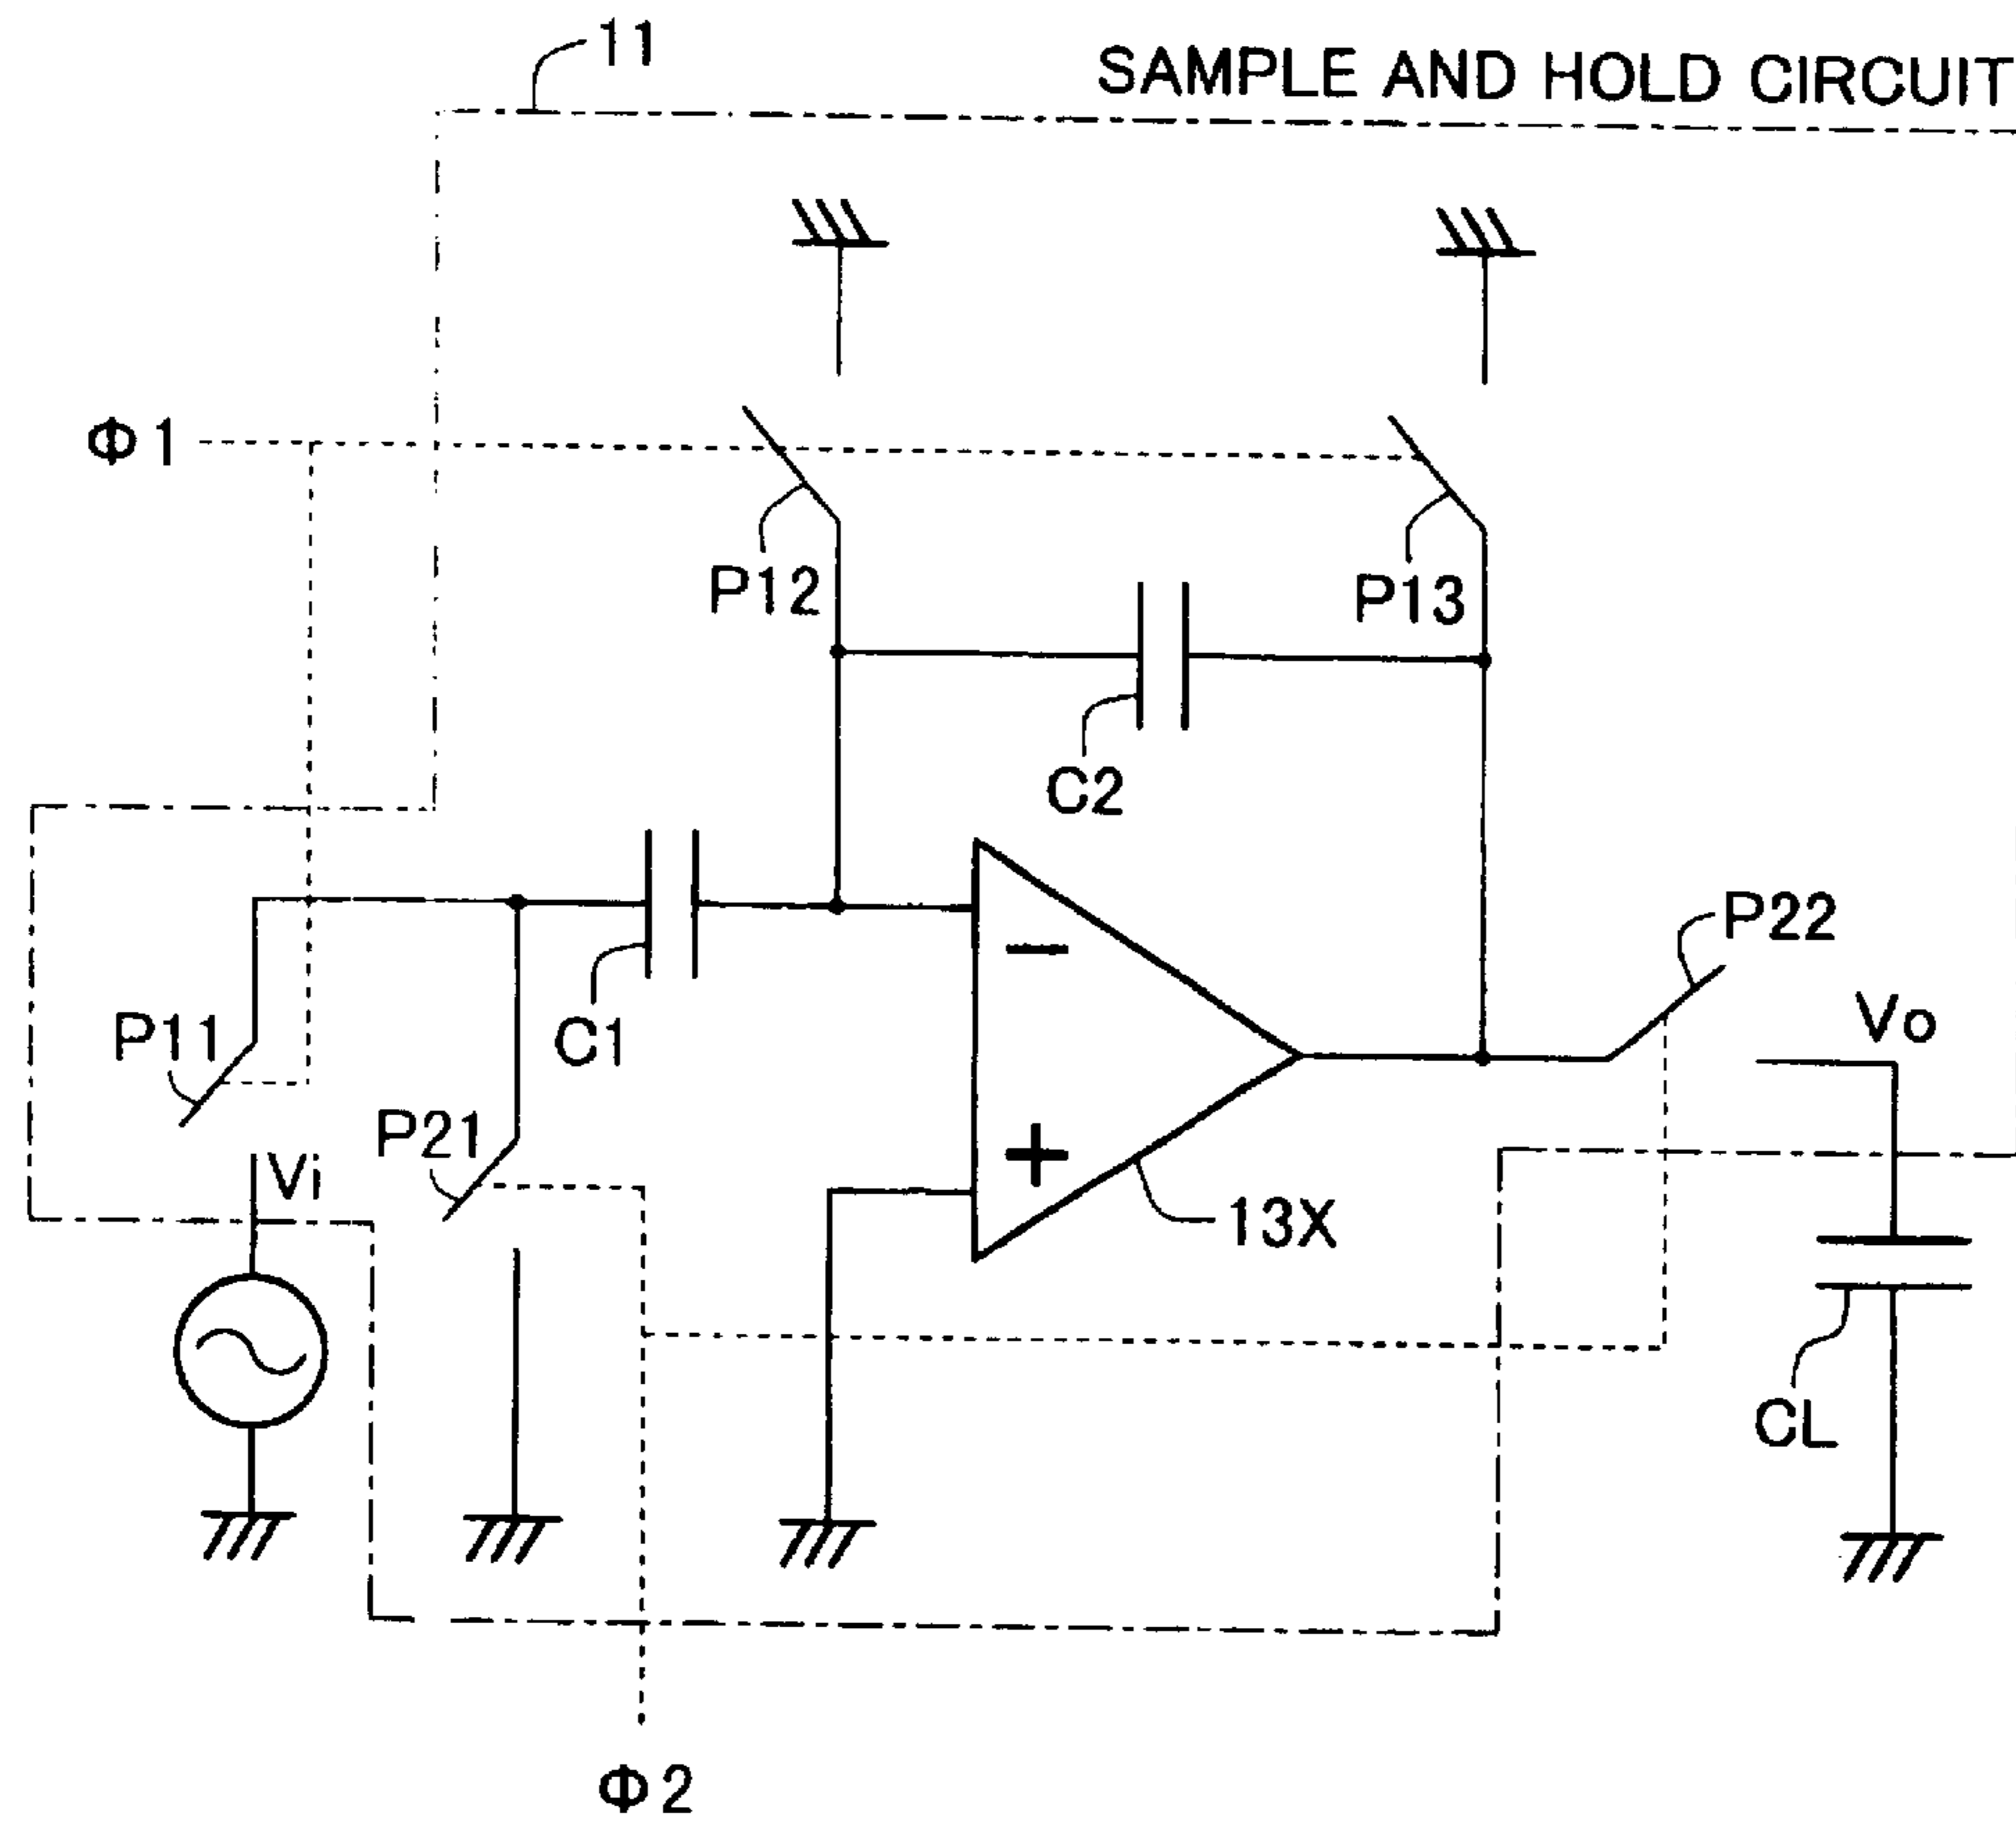 11
SAMPLE AND HOLD CIRCUIT
Φ1
P12
P13
C2
P22
C1
Vo
P11
P21
Vi
−
+
13X
CL
Φ2